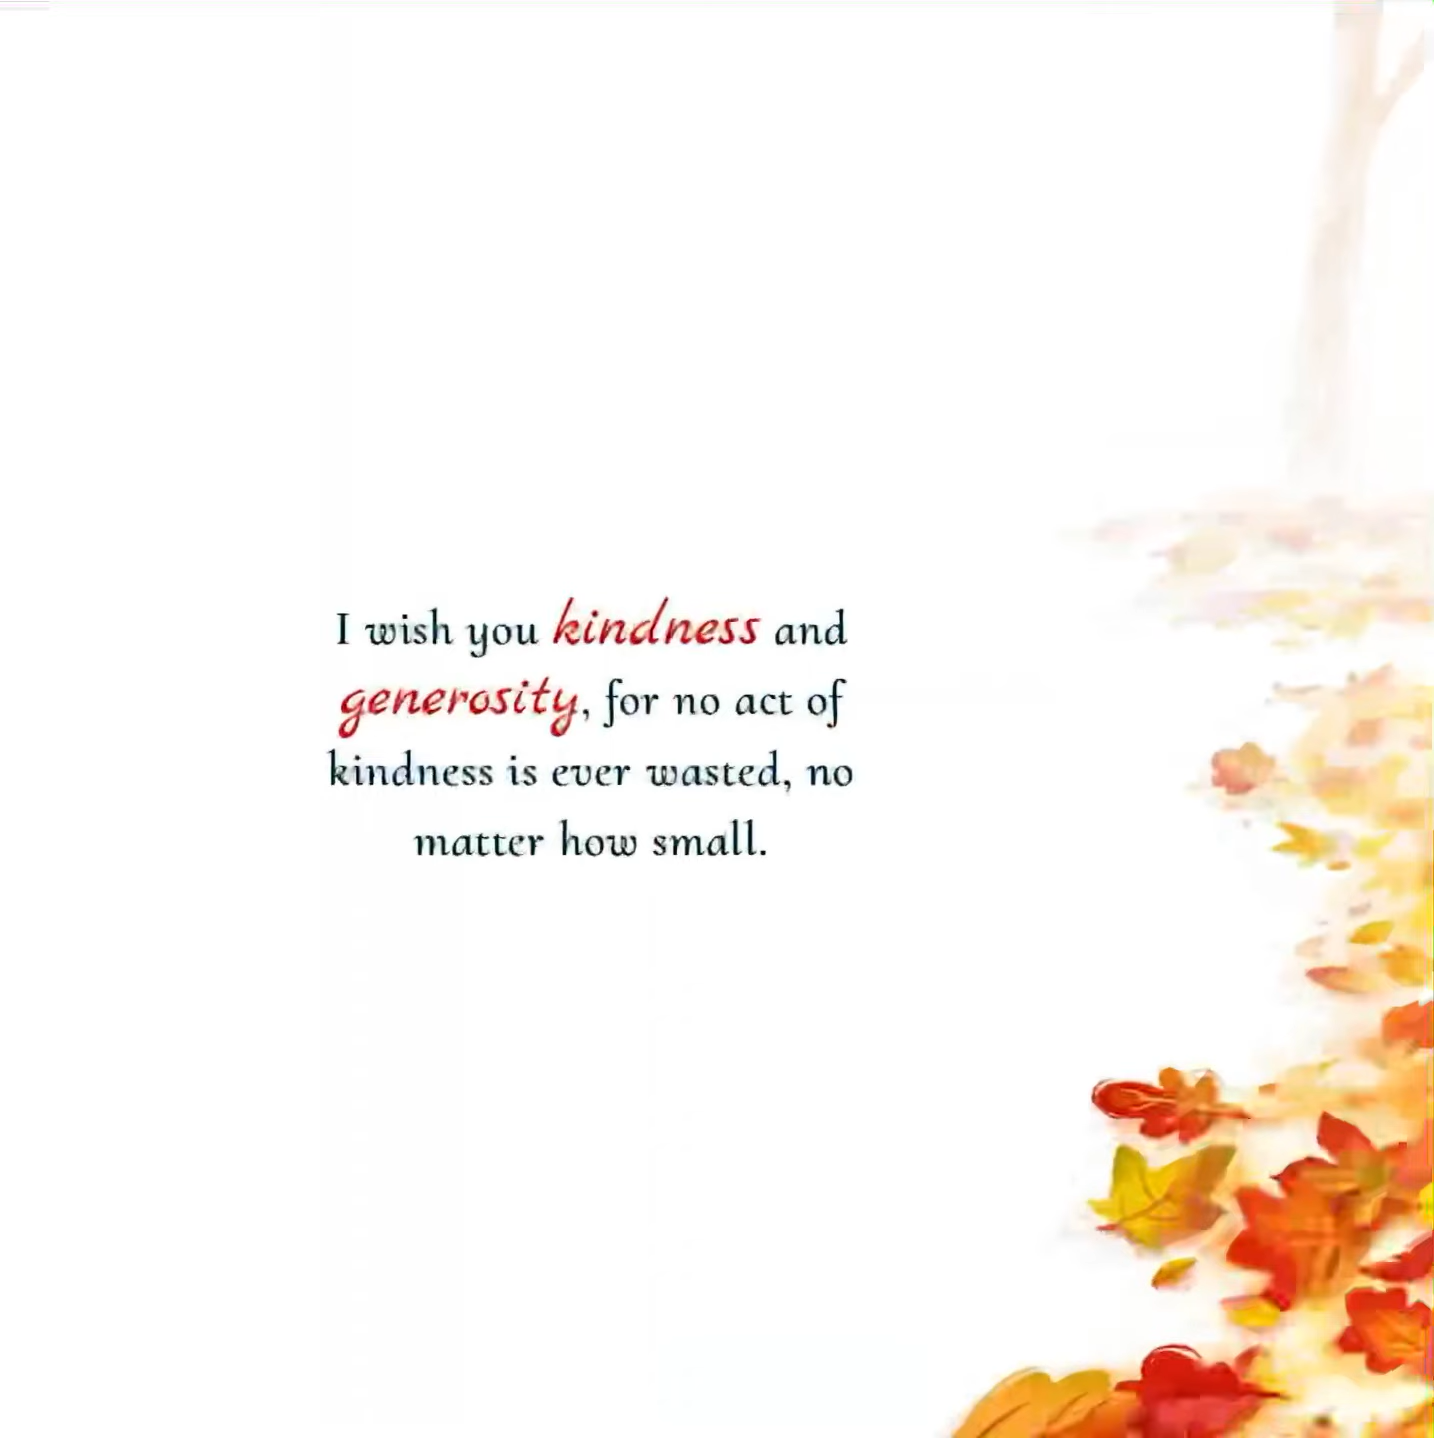 I wish you kindness and
generosity, for no act of
kindness is ever wasted, no
matter how small.